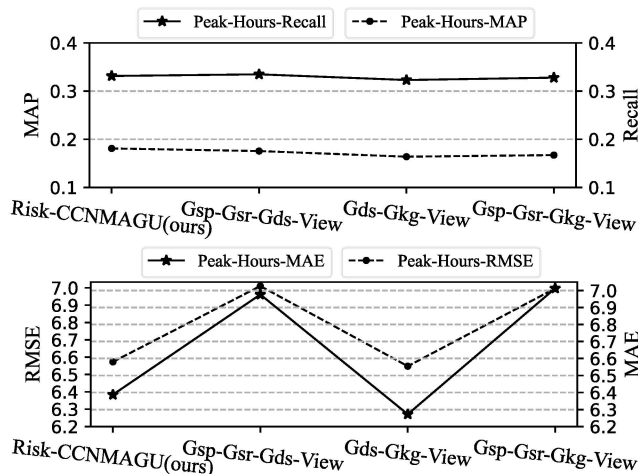 Peak-Hours-Recall Peak-Hours-MAP
0.4 0.4
0.3 0.3
0.2 0.2
0.1 0.1
MAP
Recall
Risk-CCNMAGU(ours) Gsp-Gsr-Gds-View Gds-Gkg-View Gsp-Gsr-Gkg-View
Peak-Hours-MAE Peak-Hours-RMSE
7.0 7.0
6.9 6.9
6.8 6.8
6.7 6.7
6.6 6.6
6.5 6.5
6.4 6.4
6.3 6.3
6.2 6.2
RMSE
MAE
Risk-CCNMAGU(ours) Gsp-Gsr-Gds-View Gds-Gkg-View Gsp-Gsr-Gkg-View